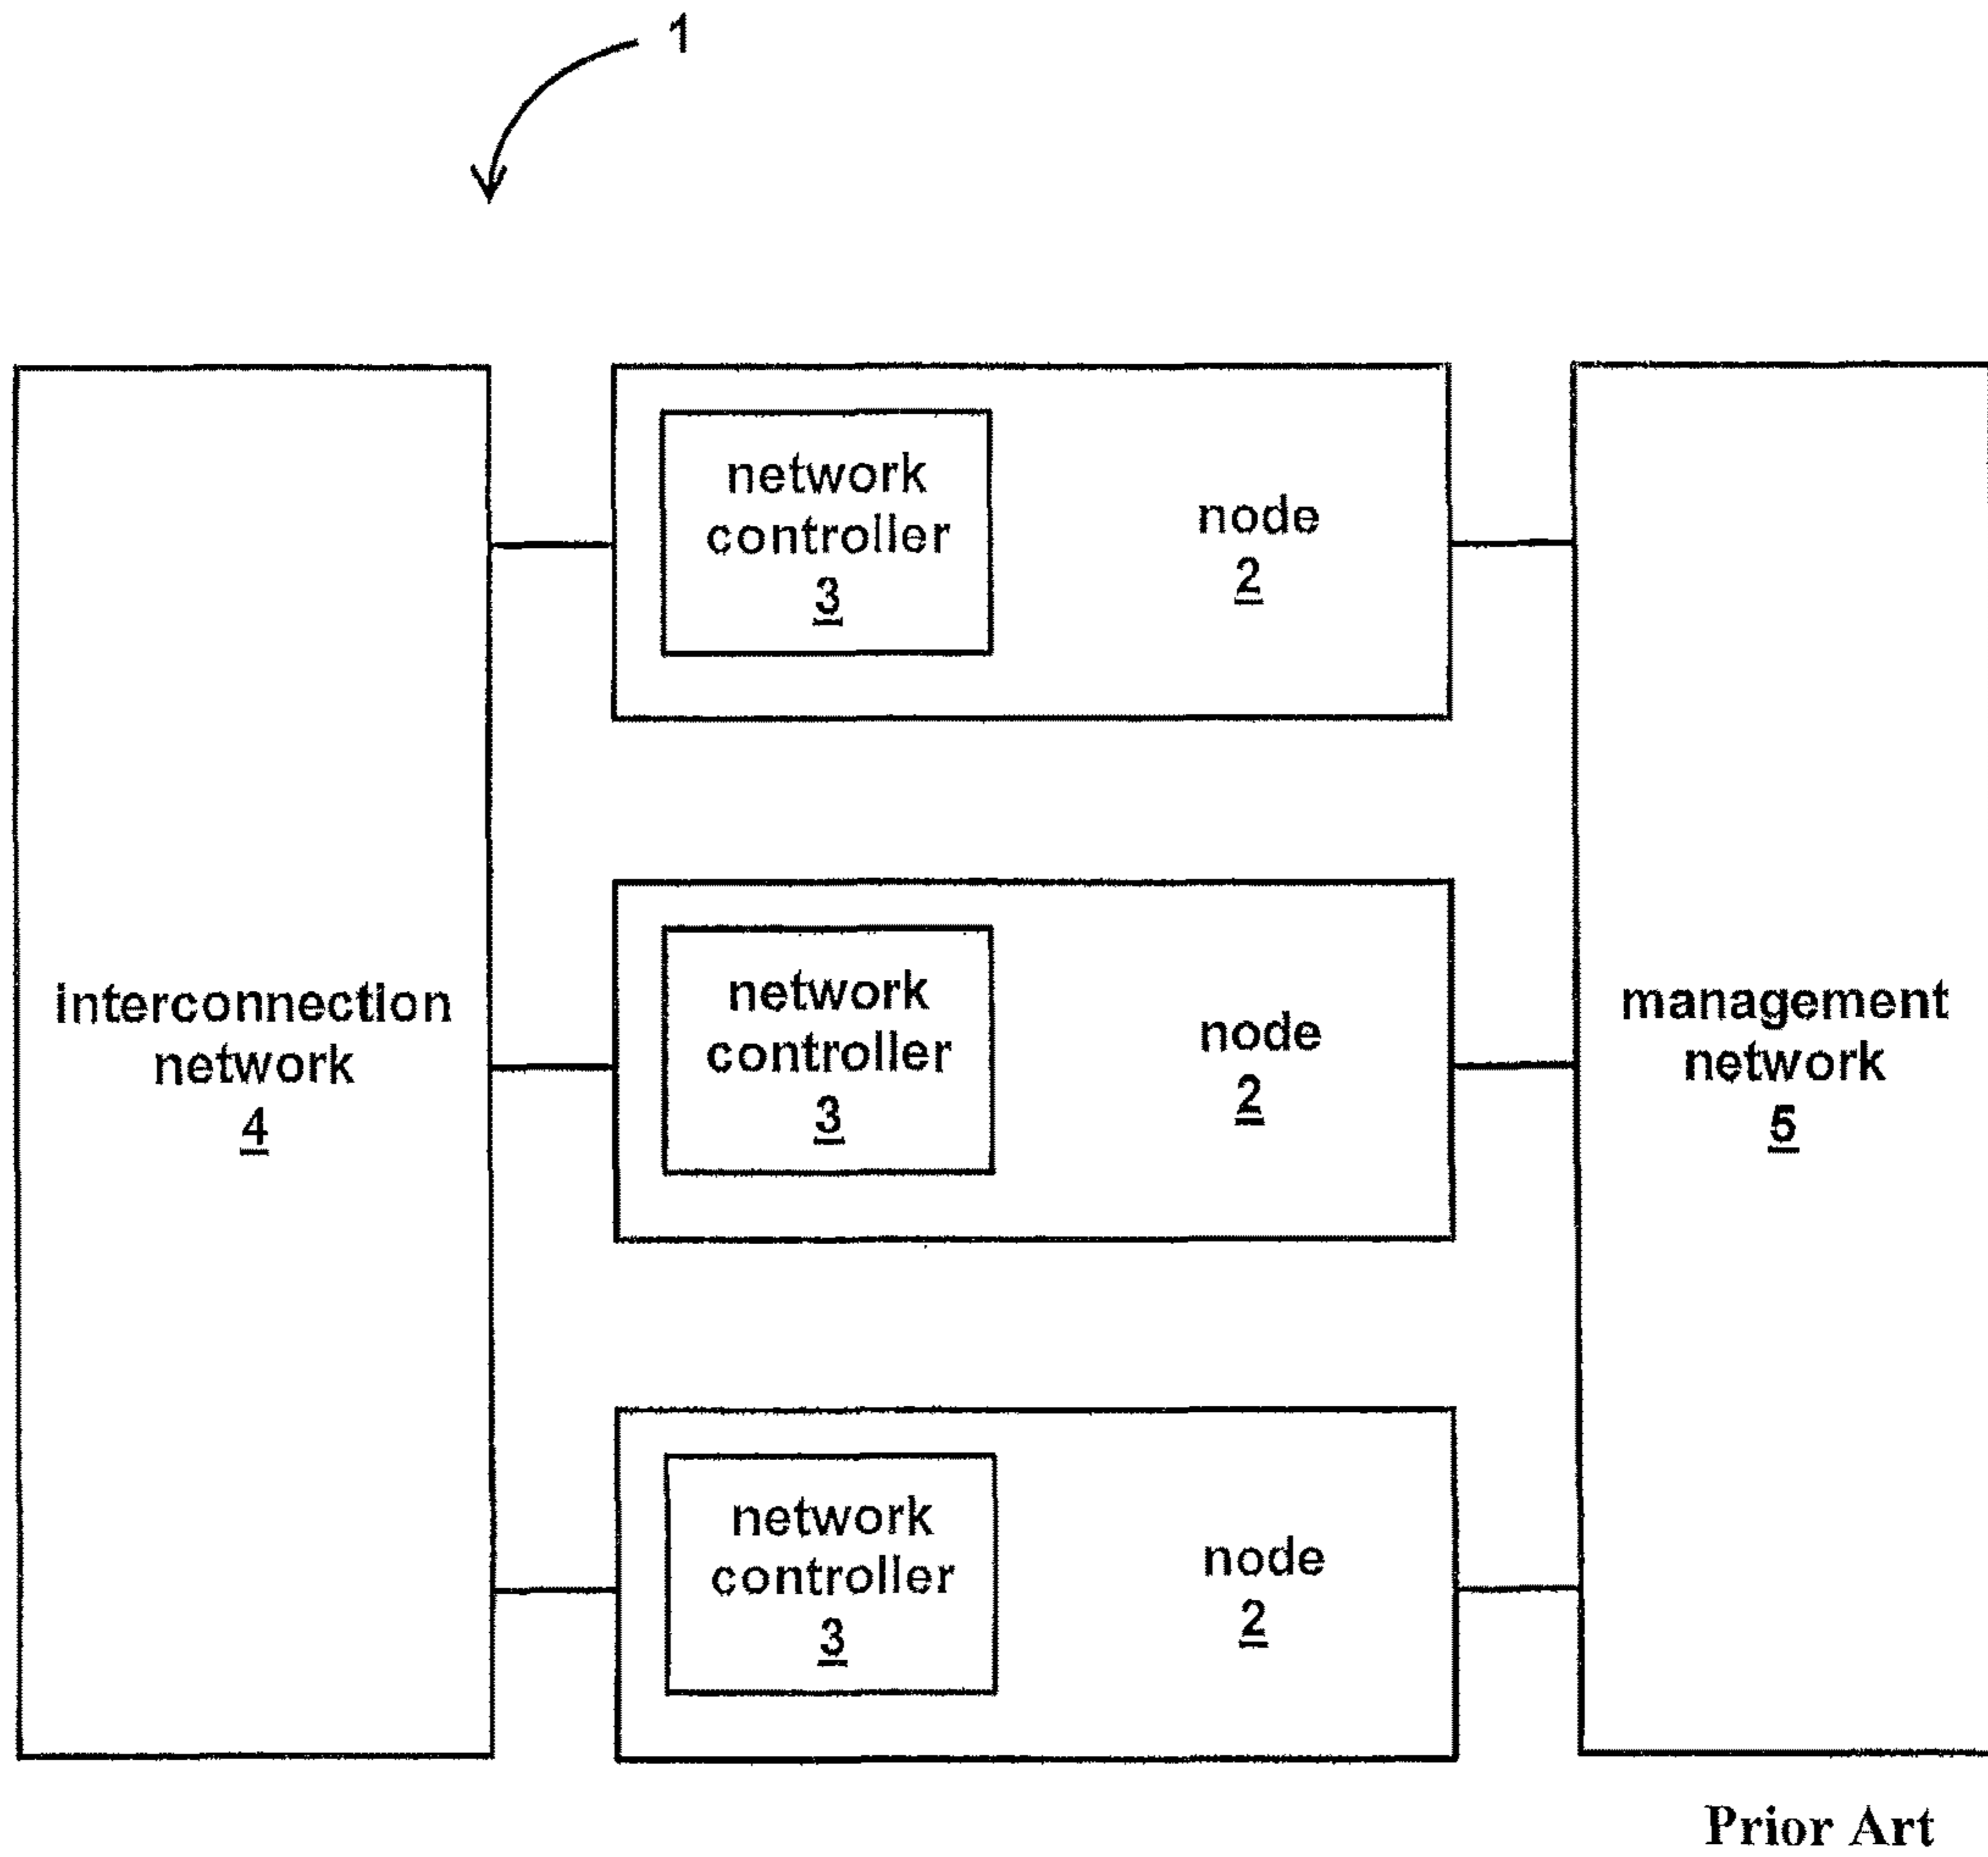 1
network
controller
3
node
2
interconnection
network
4
network
controller
3
node
2
management
network
5
network
controller
3
node
2
Prior Art